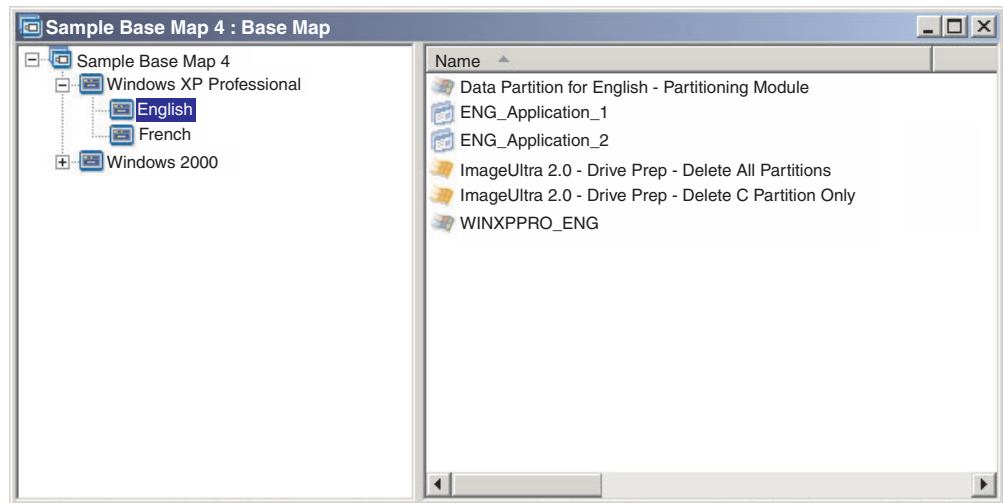 Sample Base Map 4 : Base Map
Sample Base Map 4
Windows XP Professional
English
French
Windows 2000
Name
Data Partition for English - Partitioning Module
ENG_Application_1
ENG_Application_2
ImageUltra 2.0 - Drive Prep - Delete All Partitions
ImageUltra 2.0 - Drive Prep - Delete C Partition Only
WINXPPRO_ENG